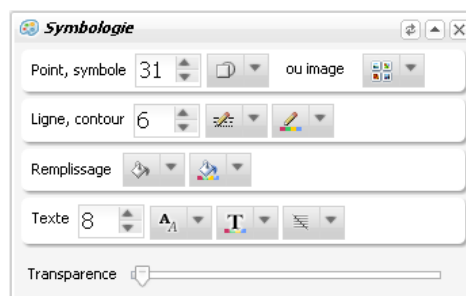 Symbologie
Point, symbole 31 ou image
Ligne, contour 6
Remplissage
Texte 8 A A T
Transparence